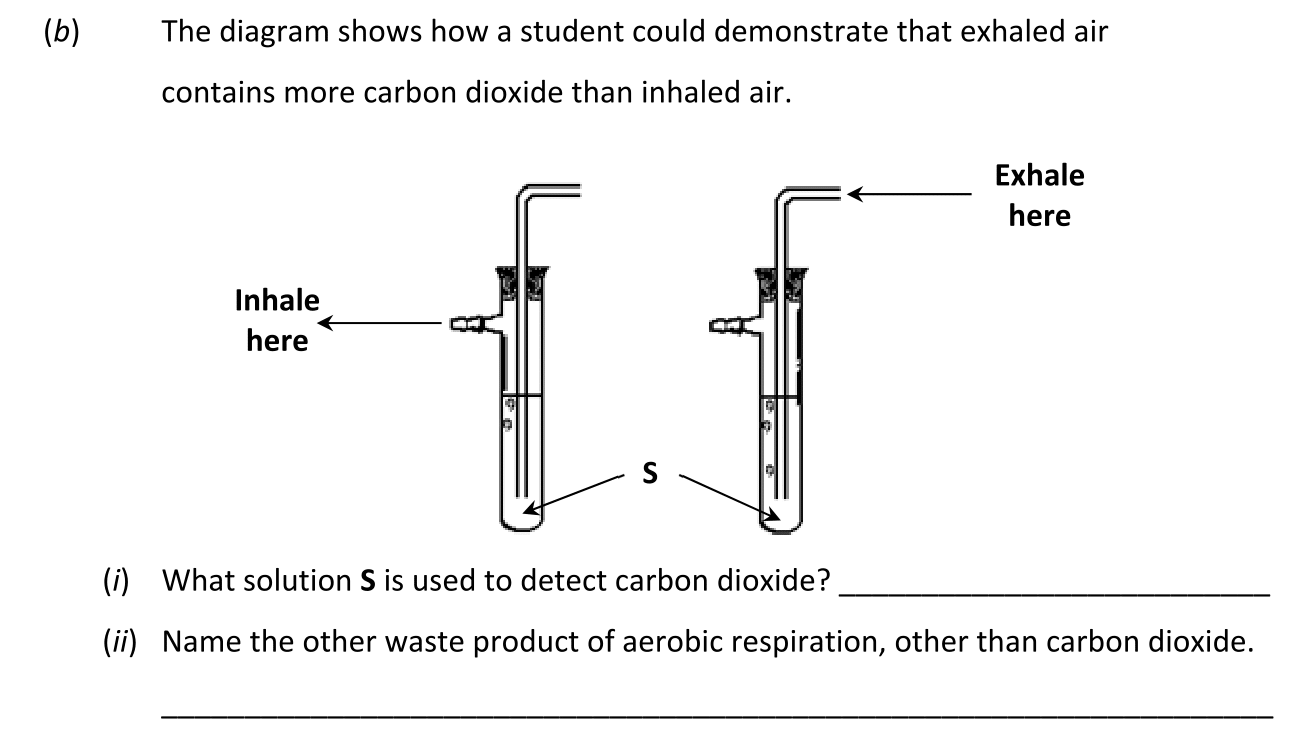 (b) The diagram shows how a student could demonstrate that exhaled air
contains more carbon dioxide than inhaled air.
Exhale
here
Inhale
here
S
(i) What solution S is used to detect carbon dioxide? ____________________________
(ii) Name the other waste product of aerobic respiration, other than carbon dioxide.